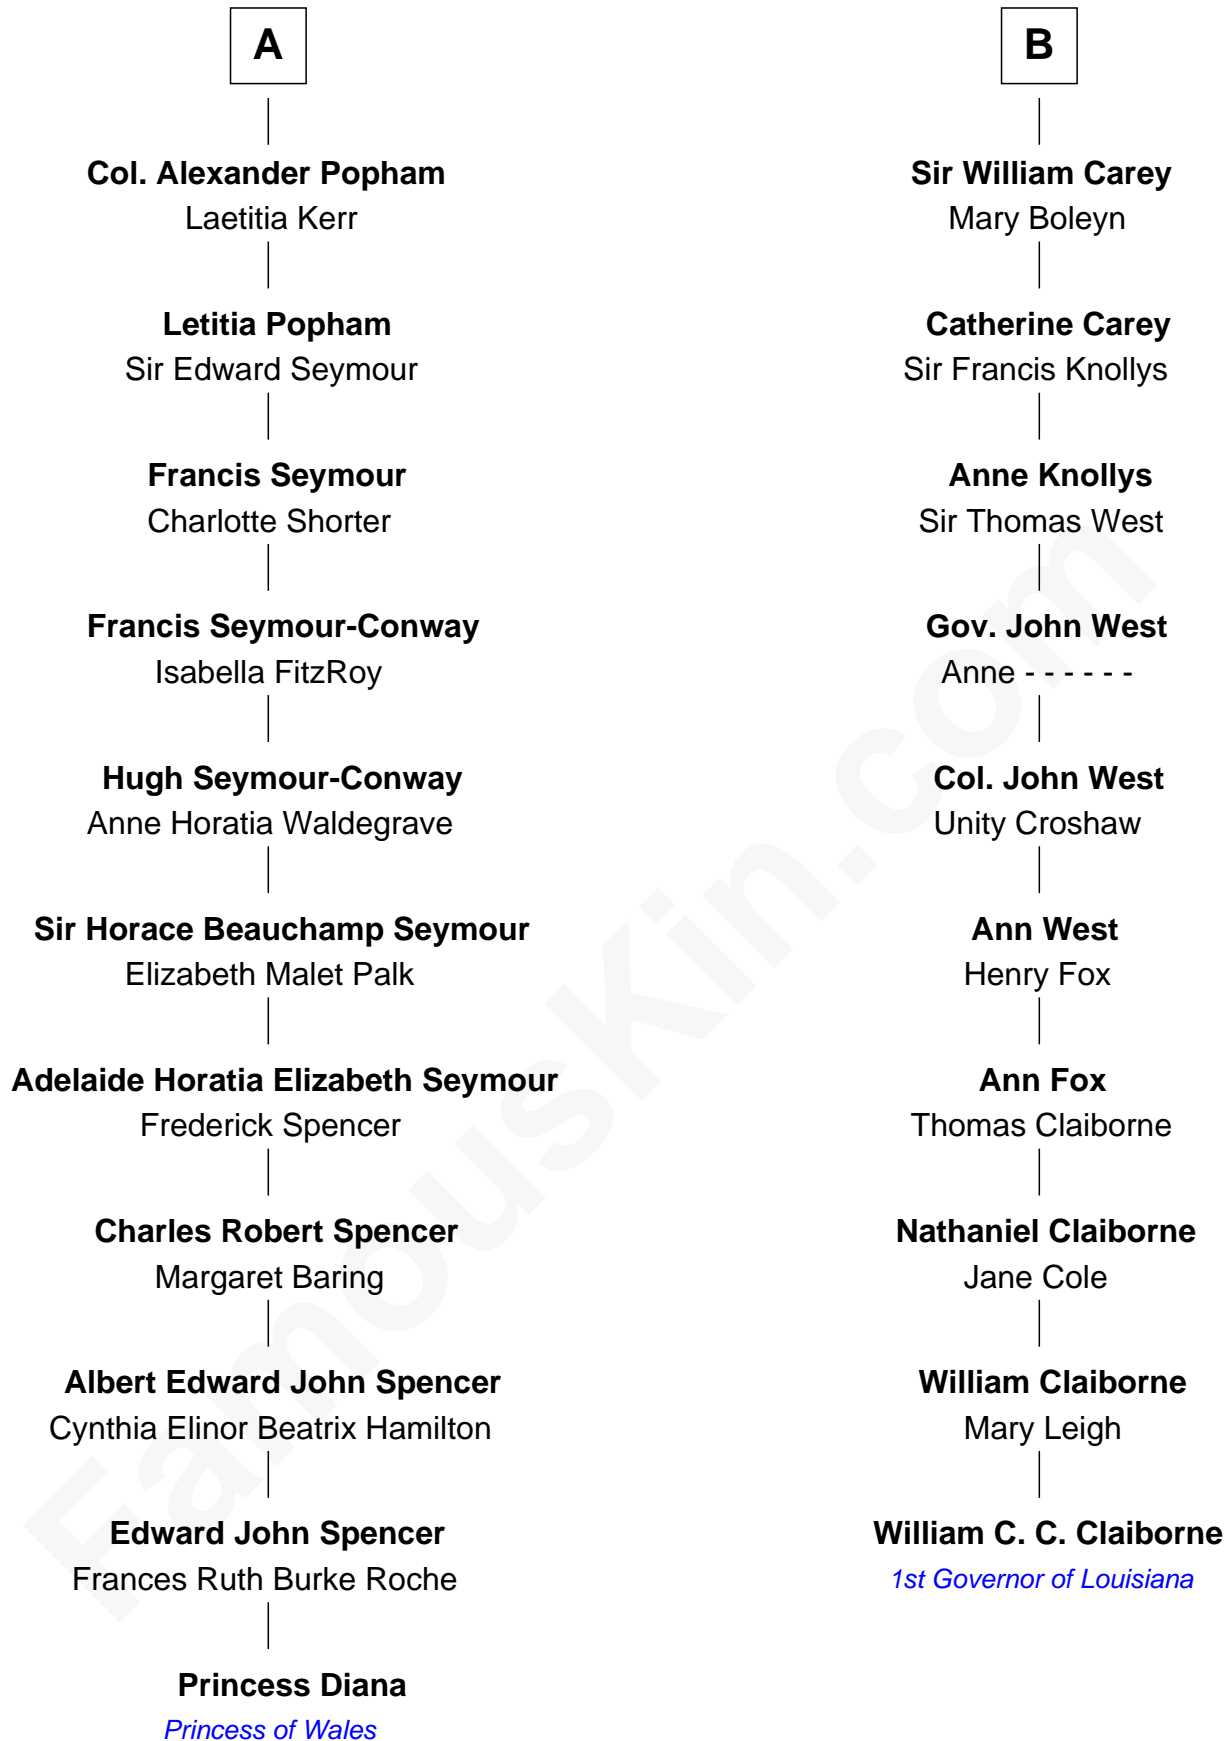 A
Col. Alexander Popham
Laetitia Kerr
Letitia Popham
Sir Edward Seymour
Francis Seymour
Charlotte Shorter
Francis Seymour-Conway
Isabella FitzRoy
Hugh Seymour-Conway
Anne Horatia Waldegrave
Sir Horace Beauchamp Seymour
Elizabeth Malet Palk
Adelaide Horatia Elizabeth Seymour
Frederick Spencer
Charles Robert Spencer
Margaret Baring
Albert Edward John Spencer
Cynthia Elinor Beatrix Hamilton
Edward John Spencer
Frances Ruth Burke Roche
Princess Diana
Princess of Wales
B
Sir William Carey
Mary Boleyn
Catherine Carey
Sir Francis Knollys
Anne Knollys
Sir Thomas West
Gov. John West
Anne - - - - - -
Col. John West
Unity Croshaw
Ann West
Henry Fox
Ann Fox
Thomas Claiborne
Nathaniel Claiborne
Jane Cole
William Claiborne
Mary Leigh
William C. C. Claiborne
1st Governor of Louisiana
FamousKin.com